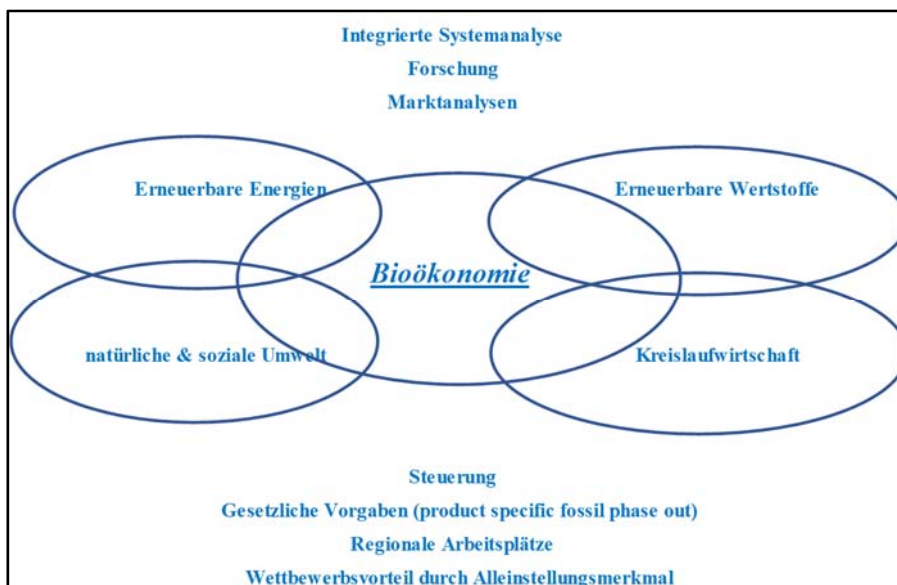 Integrierte Systemanalyse
Forschung
Marktanalysen
Erneuerbare Energien
Erneuerbare Wertstoffe
Bioökonomie
natürliche & soziale Umwelt
Kreislaufwirtschaft
Steuerung
Gesetzliche Vorgaben (product specific fossil phase out)
Regionale Arbeitsplätze
Wettbewerbsvorteil durch Alleinstellungsmerkmal